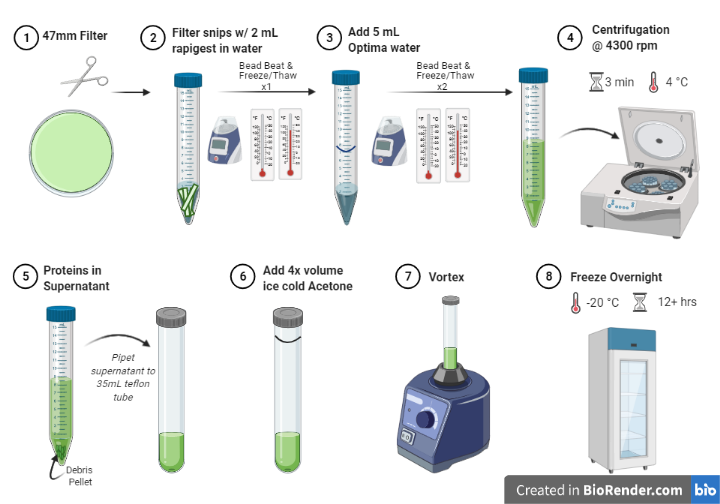 1 47mm Filter
2 Filter snips w/ 2 mL
rapigest in water
Bead Beat &
Freeze/Thaw
x1
3 Add 5 mL
Optima water
Bead Beat &
Freeze/Thaw
x2
4 Centrifugation
@ 4300 rpm
3 min 4 °C
5 Proteins in
Supernatant
Pipet
supernatant to
35mL teflon
tube
Debris
Pellet
6 Add 4x volume
ice cold Acetone
7 Vortex
8 Freeze Overnight
-20 °C 12+ hrs
Created in BioRender.com bio